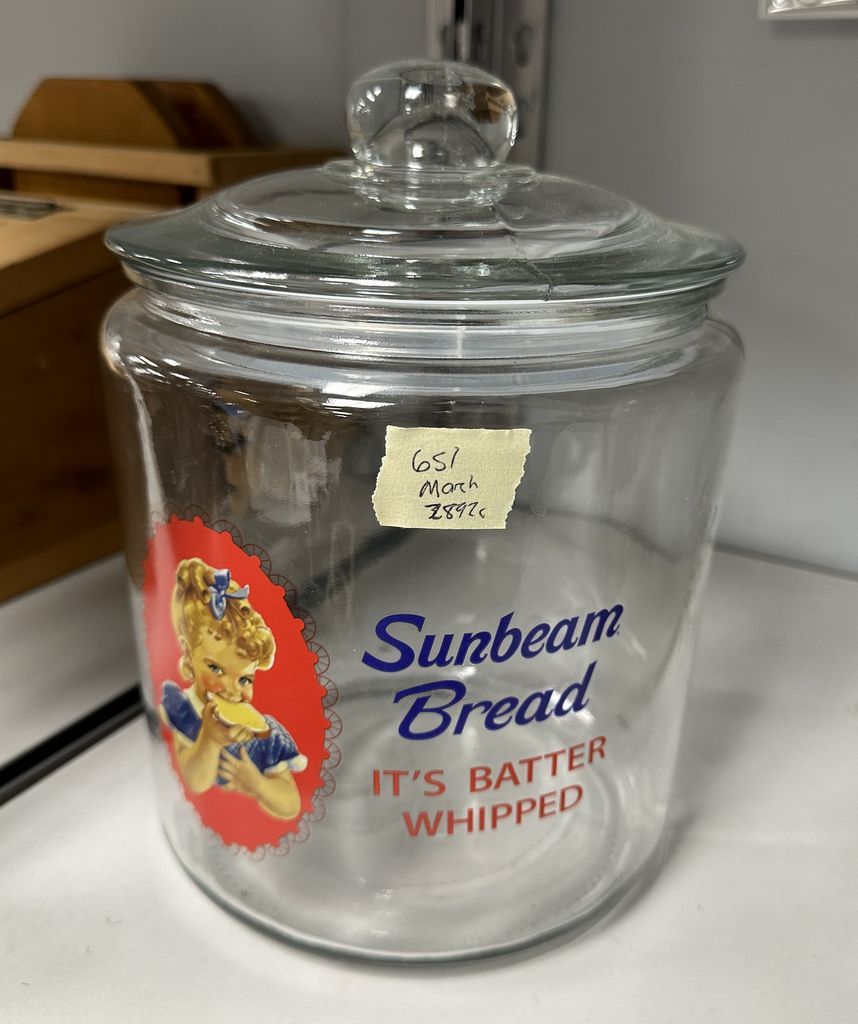 651
March
Sunbeam
Bread
IT'S BATTER
WHIPPED